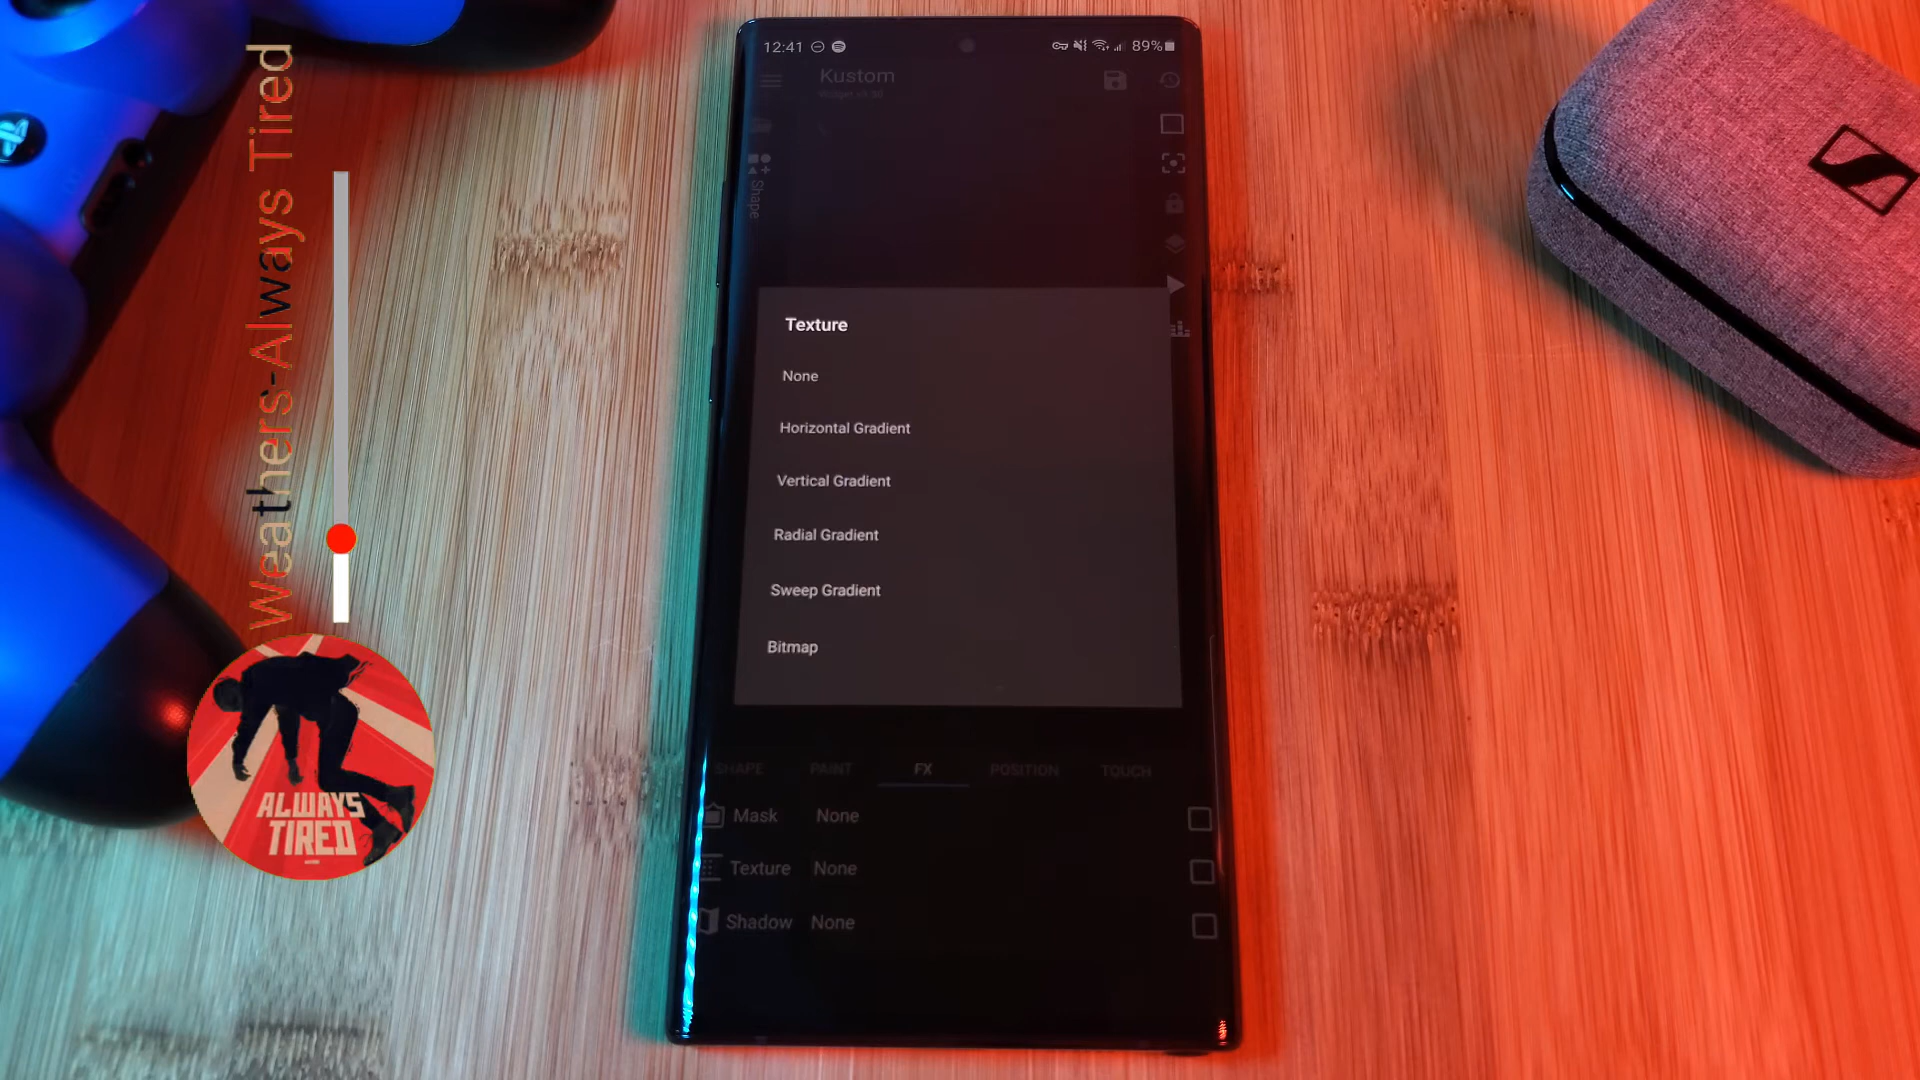 Weathers-Always Tired
ALWAYS
TIRED
12:41
89%
Kustom
Shape
Texture
None
Horizontal Gradient
Vertical Gradient
Radial Gradient
Sweep Gradient
Bitmap
SHAPE PAINT FX POSITION TOUCH
Mask None
Texture None
Shadow None